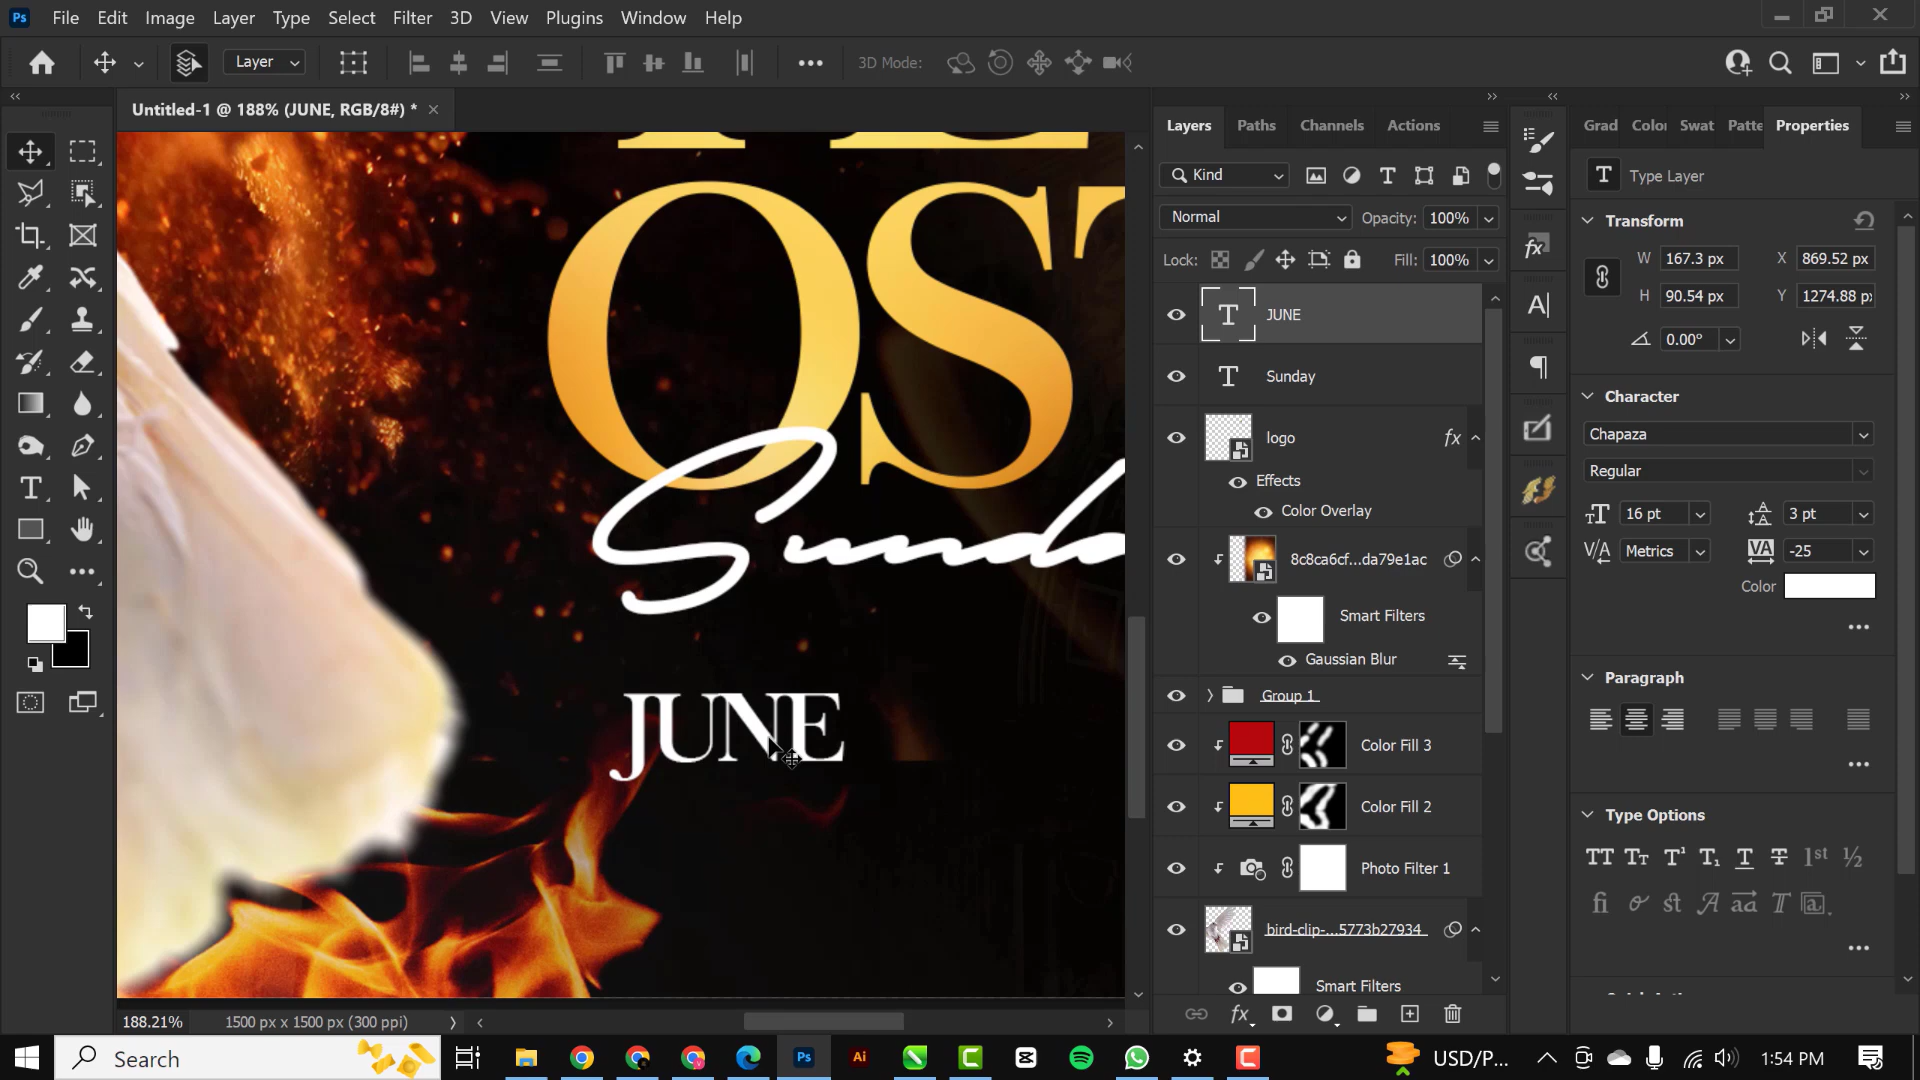 File Edit Image Layer Type Select Filter 3D View Plugins Window Help
Layer 3D Mode:
Untitled-1 @ 188% (JUNE, RGB/8#) *
Layers Paths Channels Actions
Grad Color Swat Patte Properties
Kind
Type Layer
Normal Opacity: 100%
Transform
Lock: Fill: 100%
W 167.3 px X 869.52 px
H 90.54 px Y 1274.88 px
0.00°
JUNE
Sunday
logo
Effects
Color Overlay
8c8ca6cf...da79e1ac
Smart Filters
Gaussian Blur
Group 1
Color Fill 3
Color Fill 2
Photo Filter 1
bird-clip-...5773b27934
Smart Filters
Character
Chapaza
Regular
16 pt 3 pt
Metrics -25
Color
Paragraph
Type Options
OST
Sunda
JUNE
188.21% 1500 px x 1500 px (300 ppi)
Search
USD/P...
1:54 PM